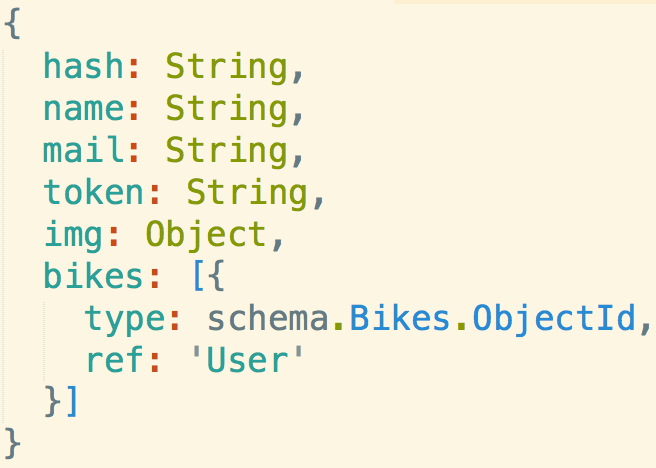 {
  hash: String,
  name: String,
  mail: String,
  token: String,
  img: Object,
  bikes: [{
    type: schema.Bikes.ObjectId,
    ref: 'User'
  }]
}